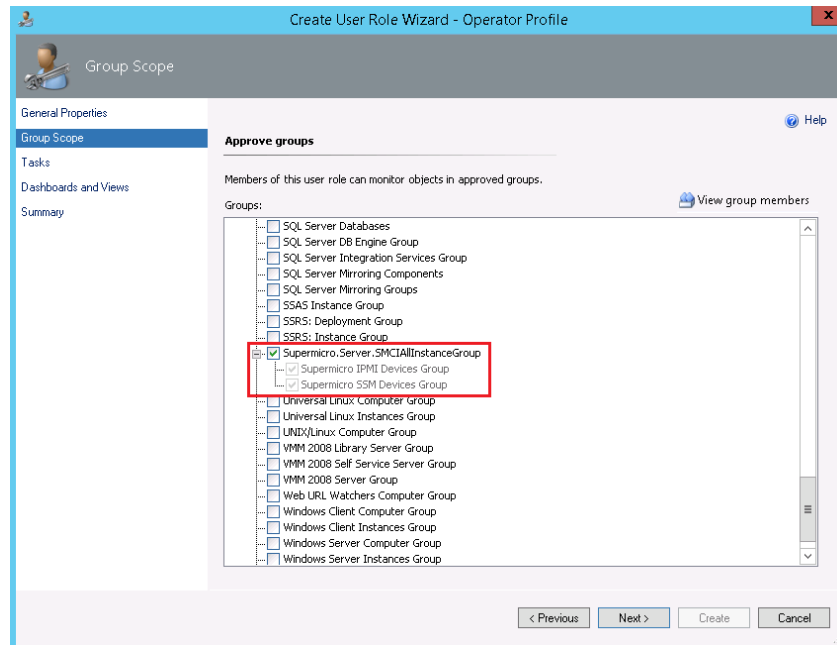 Create User Role Wizard - Operator Profile
x
Group Scope
General Properties
Group Scope
Tasks
Dashboards and Views
Summary
Help
Approve groups
Members of this user role can monitor objects in approved groups.
Groups:
View group members
SQL Server Databases
SQL Server DB Engine Group
SQL Server Integration Services Group
SQL Server Mirroring Components
SQL Server Mirroring Groups
SSAS Instance Group
SSRS: Deployment Group
SSRS: Instance Group
Supermicro.Server.SMCIAllInstanceGroup
Supermicro IPMI Devices Group
Supermicro SSM Devices Group
Universal Linux Computer Group
Universal Linux Instances Group
UNIX/Linux Computer Group
VMM 2008 Library Server Group
VMM 2008 Self Service Server Group
VMM 2008 Server Group
Web URL Watchers Computer Group
Windows Client Computer Group
Windows Client Instances Group
Windows Server Computer Group
Windows Server Instances Group
< Previous
Next >
Create
Cancel